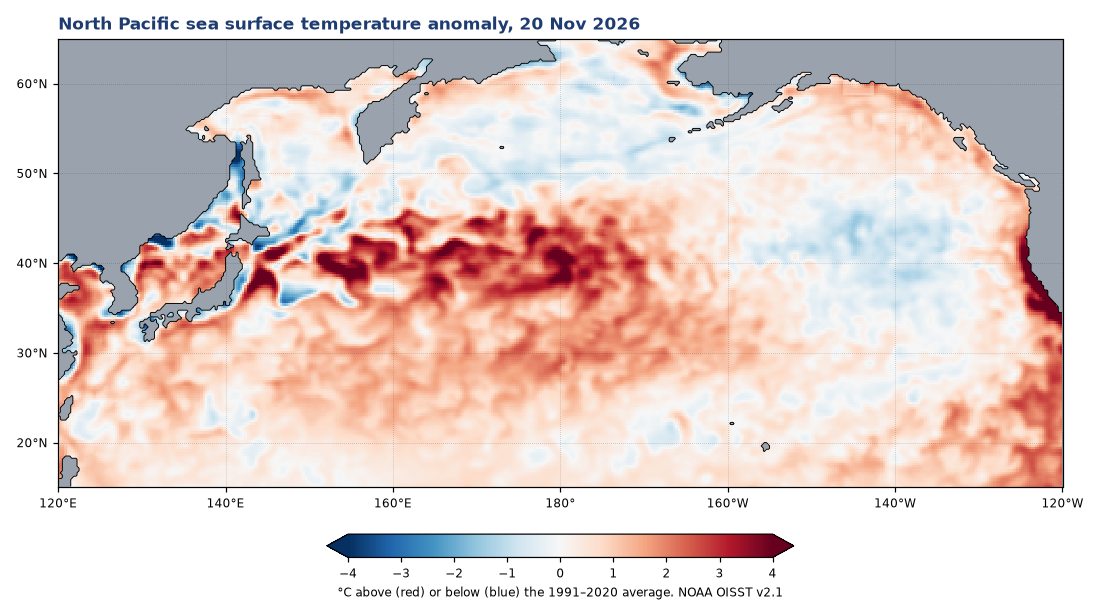 North Pacific sea surface temperature anomaly, 20 Nov 2026
60°N
50°N
40°N
30°N
20°N
120°E 140°E 160°E 180° 160°W 140°W 120°W
−4 −3 −2 −1 0 1 2 3 4
°C above (red) or below (blue) the 1991–2020 average. NOAA OISST v2.1